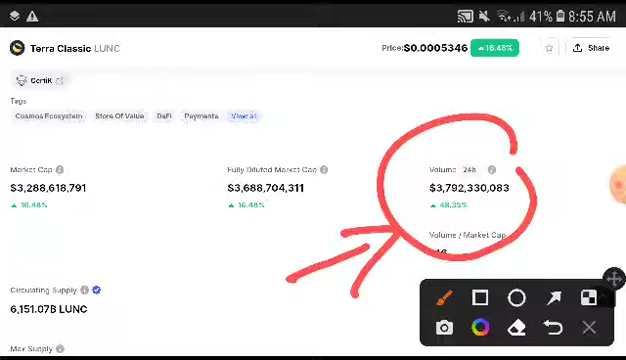 41% 8:55 AM
Terra Classic LUNC Price: $0.0005346 ▲16.48% Share
CertiK
Tags
Cosmos Ecosystem Store Of Value DeFi Payments View all
Market Cap Fully Diluted Market Cap Volume 24h
$3,288,618,791 $3,688,704,311 $3,792,330,083
▲ 16.48% ▲ 16.48% ▲ 48.35%
Volume / Market Cap
Circulating Supply
6,151.07B LUNC
Max Supply